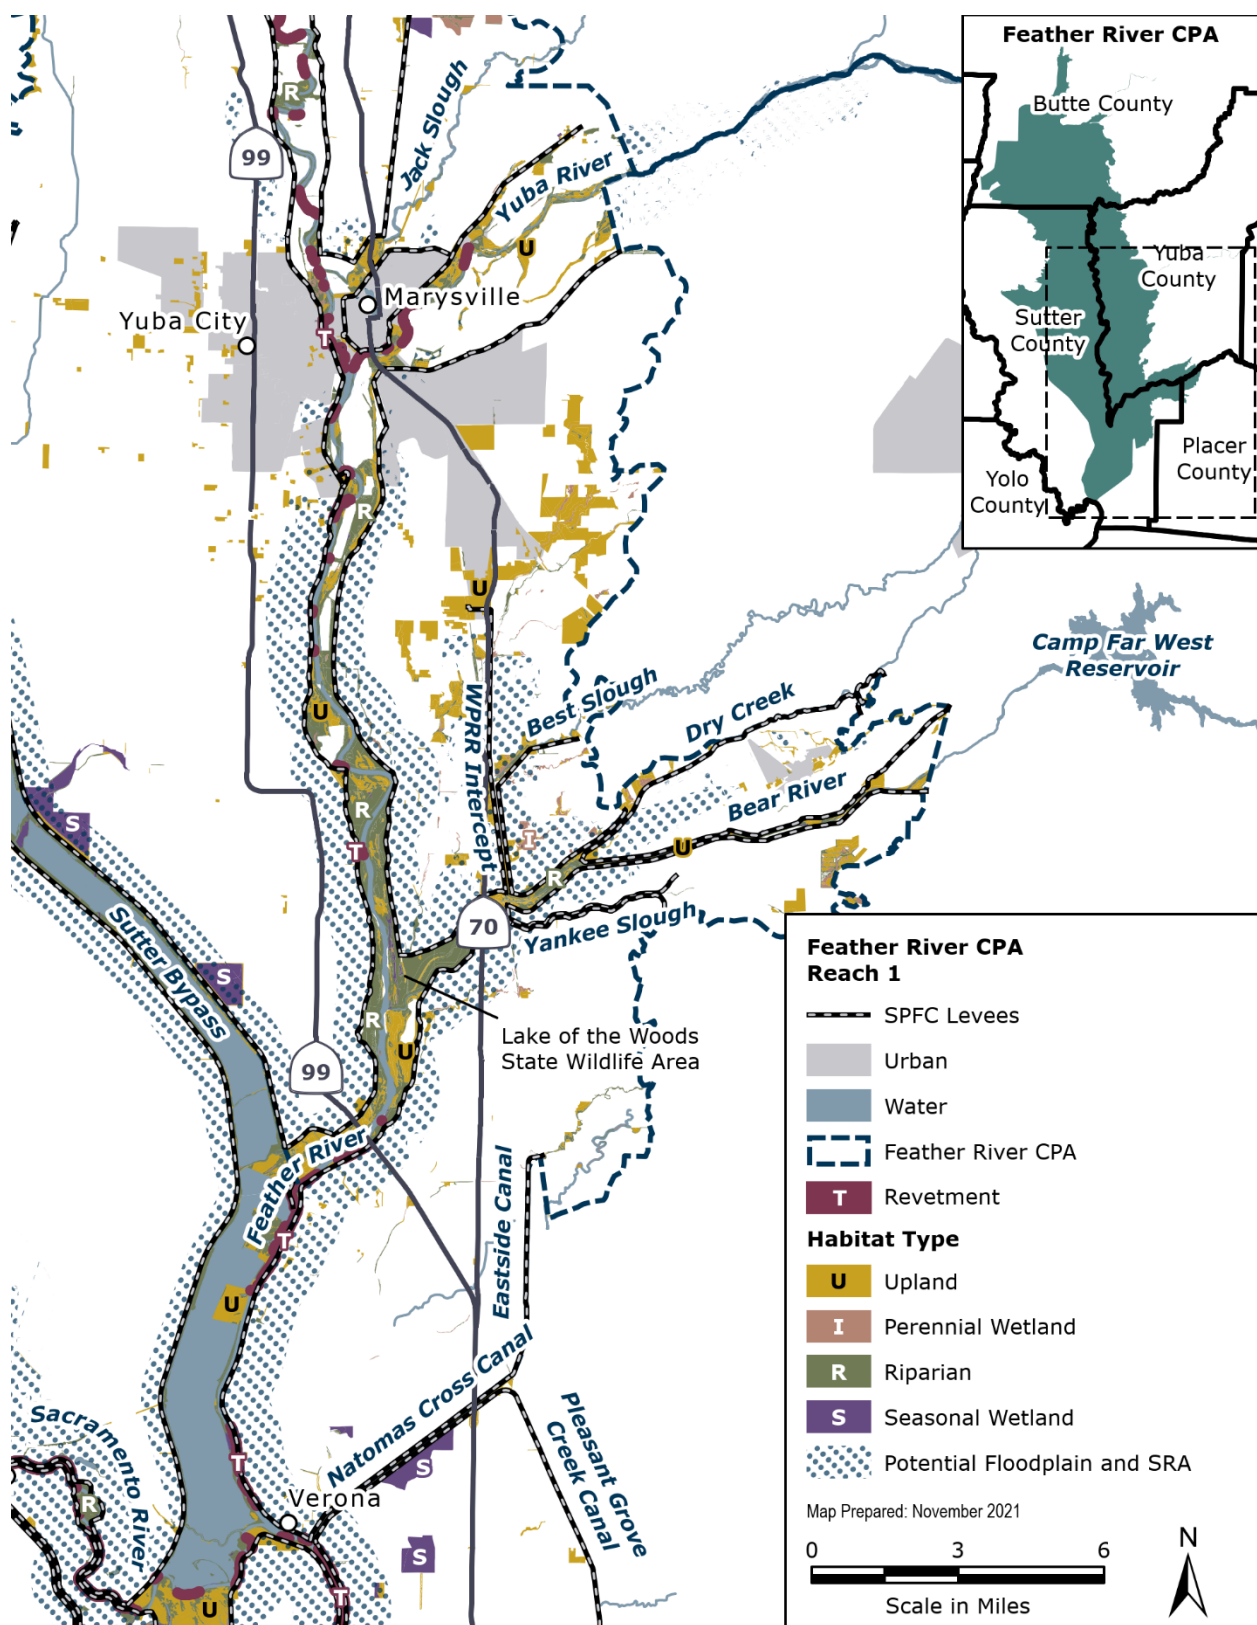 Feather River CPA
Butte County
Yuba
County
Sutter
County
Placer
County
Yolo
County
R
99
Jack Slough
Yuba River
U
Marysville
Yuba City
T
R
U
Camp Far West
Reservoir
WPRR Intercept
Best Slough
Dry Creek
U
Bear River
R
S
I
U
T
R
70
Yankee Slough
Sutter Bypass
S
R
Lake of the Woods
State Wildlife Area
U
99
Feather River
T
Eastside Canal
U
Natomas Cross Canal
Pleasant Grove
Creek Canal
Sacramento River
T
S
R
Verona
S
T
U
Feather River CPA
Reach 1
SPFC Levees
Urban
Water
Feather River CPA
T
Revetment
Habitat Type
U
Upland
I
Perennial Wetland
R
Riparian
S
Seasonal Wetland
Potential Floodplain and SRA
Map Prepared: November 2021
0 3 6
Scale in Miles
N